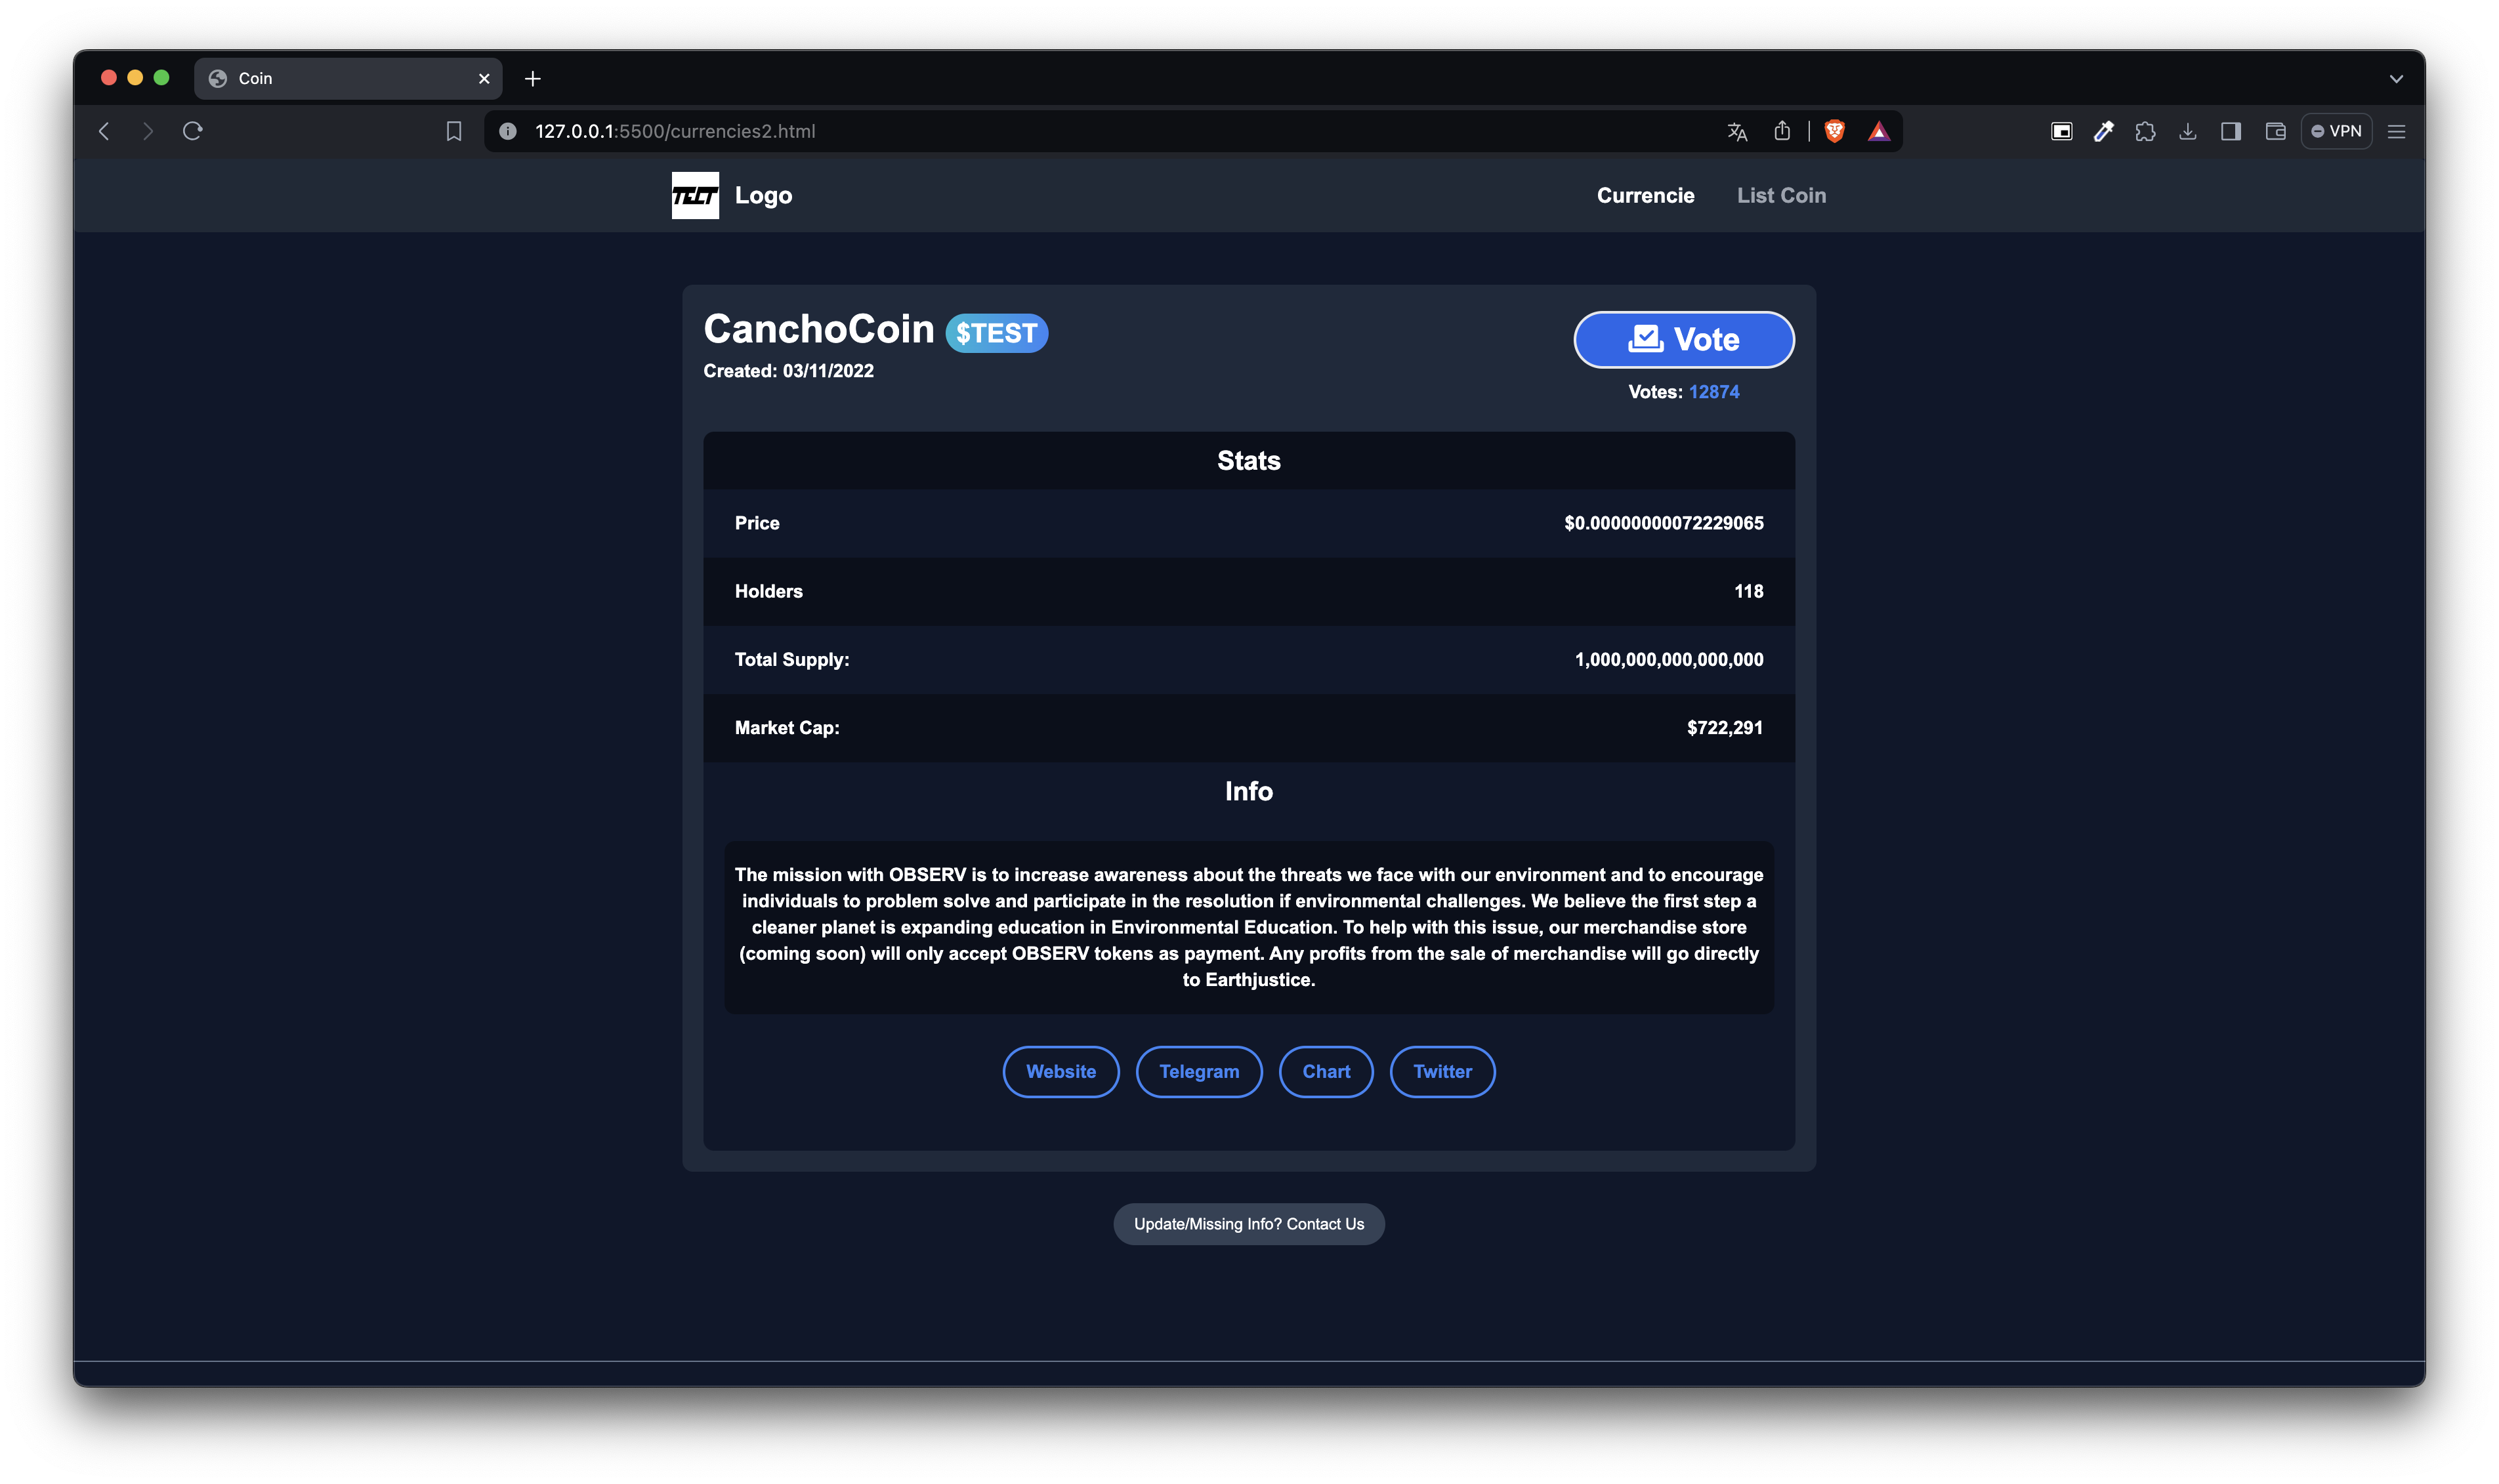 Coin
127.0.0.1:5500/currencies2.html
VPN
TECT Logo
Currencie List Coin
CanchoCoin $TEST
Vote
Created: 03/11/2022
Votes: 12874
Stats
Price $0.00000000072229065
Holders 118
Total Supply: 1,000,000,000,000,000
Market Cap: $722,291
Info
The mission with OBSERV is to increase awareness about the threats we face with our environment and to encourage
individuals to problem solve and participate in the resolution if environmental challenges. We believe the first step a
cleaner planet is expanding education in Environmental Education. To help with this issue, our merchandise store
(coming soon) will only accept OBSERV tokens as payment. Any profits from the sale of merchandise will go directly
to Earthjustice.
Website Telegram Chart Twitter
Update/Missing Info? Contact Us